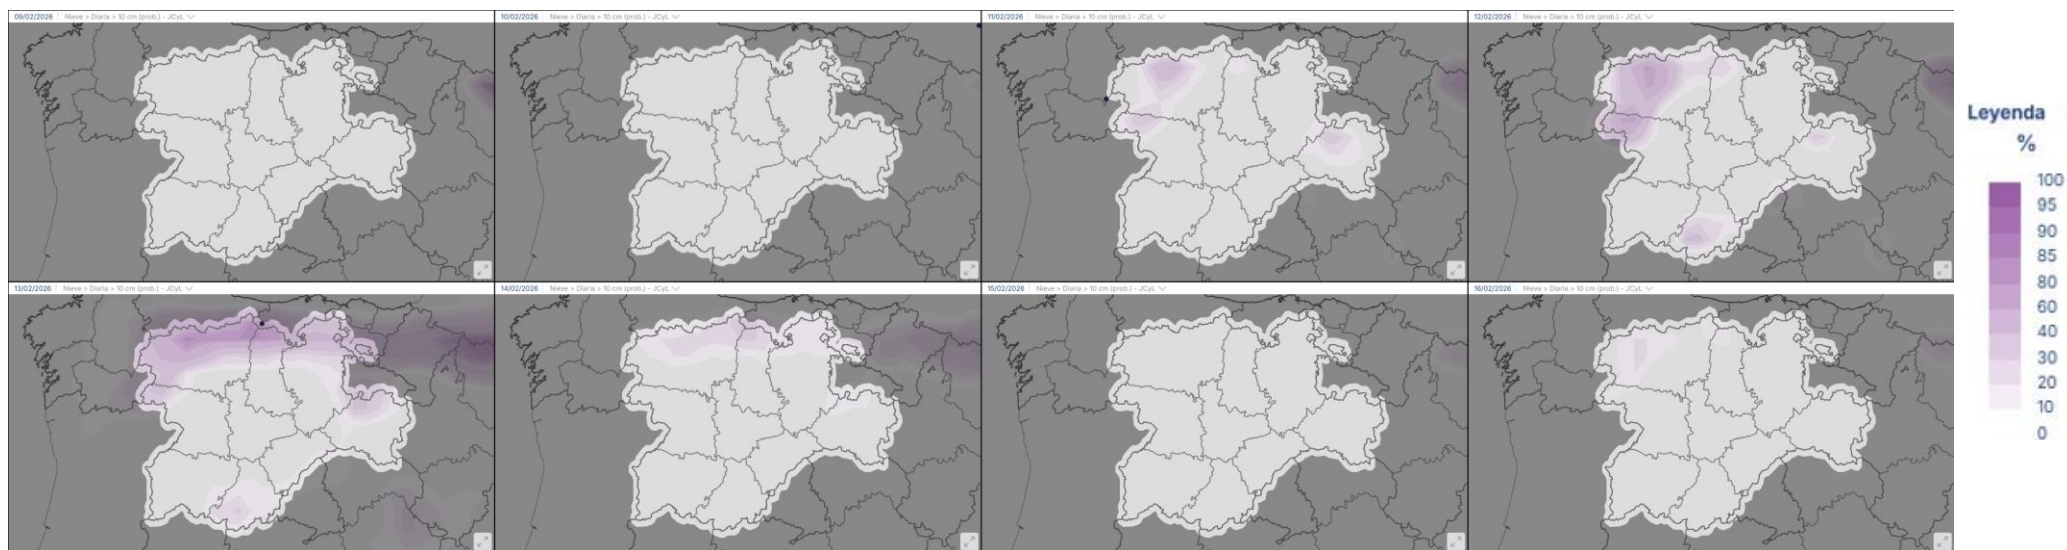 09/02/2026 Nieve > Diaria > 10 cm (prob.) - JCyL
10/02/2026 Nieve > Diaria > 10 cm (prob.) - JCyL
11/02/2026 Nieve > Diaria > 10 cm (prob.) - JCyL
12/02/2026 Nieve > Diaria > 10 cm (prob.) - JCyL
13/02/2026 Nieve > Diaria > 10 cm (prob.) - JCyL
14/02/2026 Nieve > Diaria > 10 cm (prob.) - JCyL
15/02/2026 Nieve > Diaria > 10 cm (prob.) - JCyL
16/02/2026 Nieve > Diaria > 10 cm (prob.) - JCyL
Leyenda
%
100
95
90
85
80
60
40
30
20
10
0